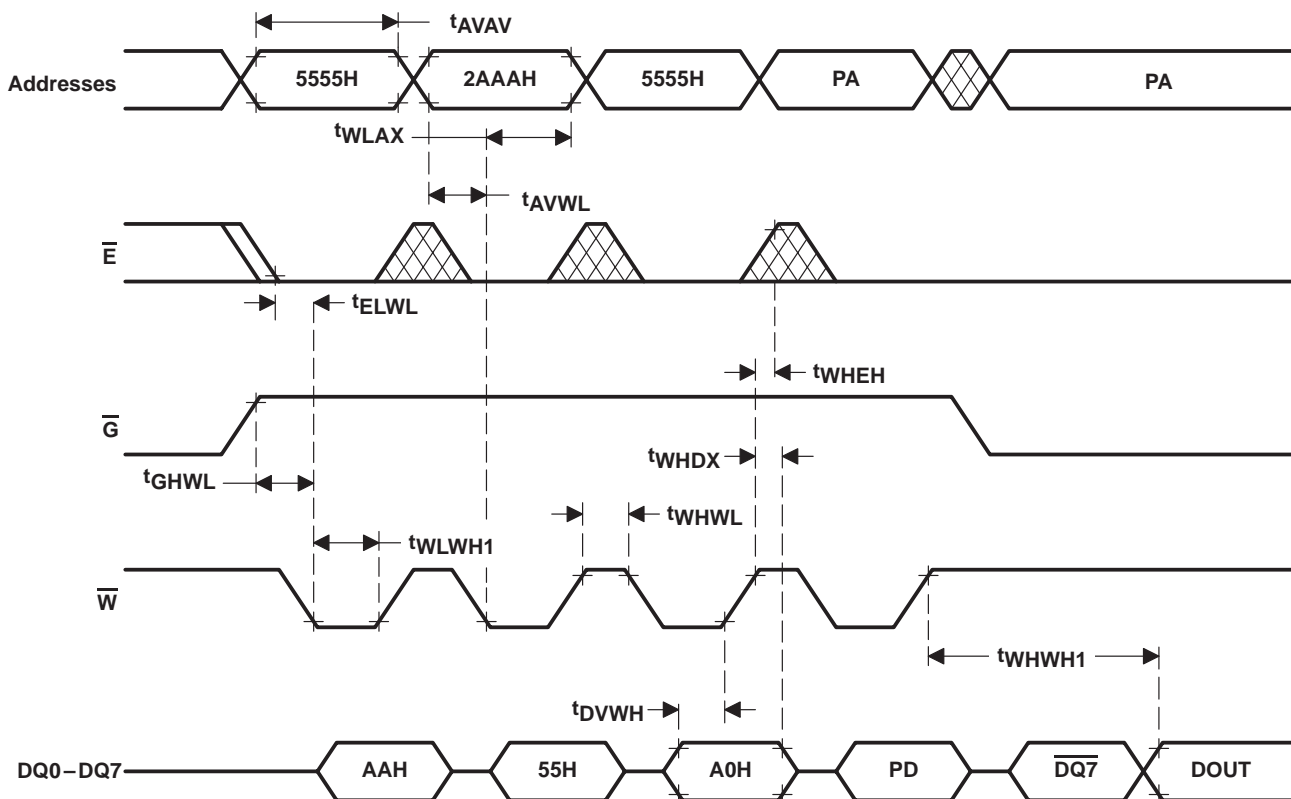 tAVAV
Addresses 5555H 2AAAH 5555H PA PA
tWLAX
tAVWL
E
tELWL
tWHEH
G
tWHDX
tGHWL
tWHWL
tWLWH1
W
tWHWH1
tDVWH
DQ0–DQ7 AAH 55H A0H PD DQ7 DOUT